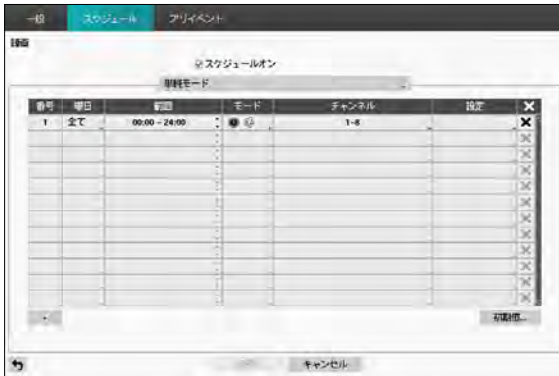 一般 スケジュール プリイベント
録画
スケジュールオン
単純モード
番号 曜日 範囲 モード チャンネル 設定
1 全て 00:00 - 24:00 1-8
初期値...
キャンセル